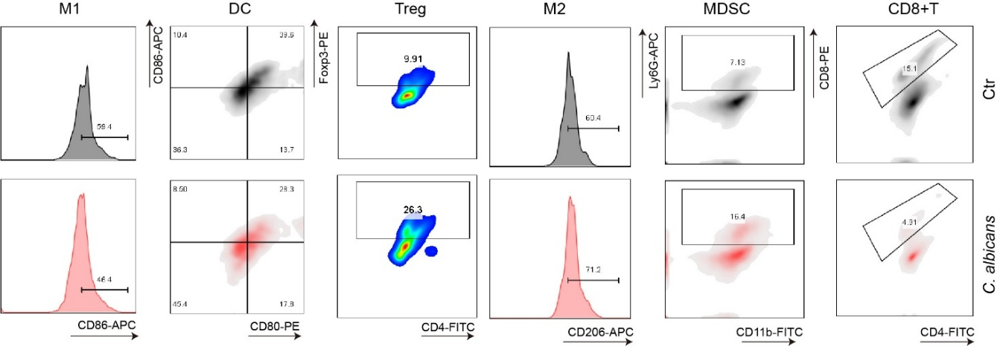 M1
DC
Treg
M2
MDSC
CD8+T
CD86-APC
Foxp3-PE
Ly6G-APC
CD8-PE
59.4
10.4
39.6
36.3
13.7
9.91
60.4
7.13
15.1
Ctr
46.4
8.50
28.3
45.4
17.8
26.3
71.2
16.4
4.91
C. albicans
CD86-APC
CD80-PE
CD4-FITC
CD206-APC
CD11b-FITC
CD4-FITC